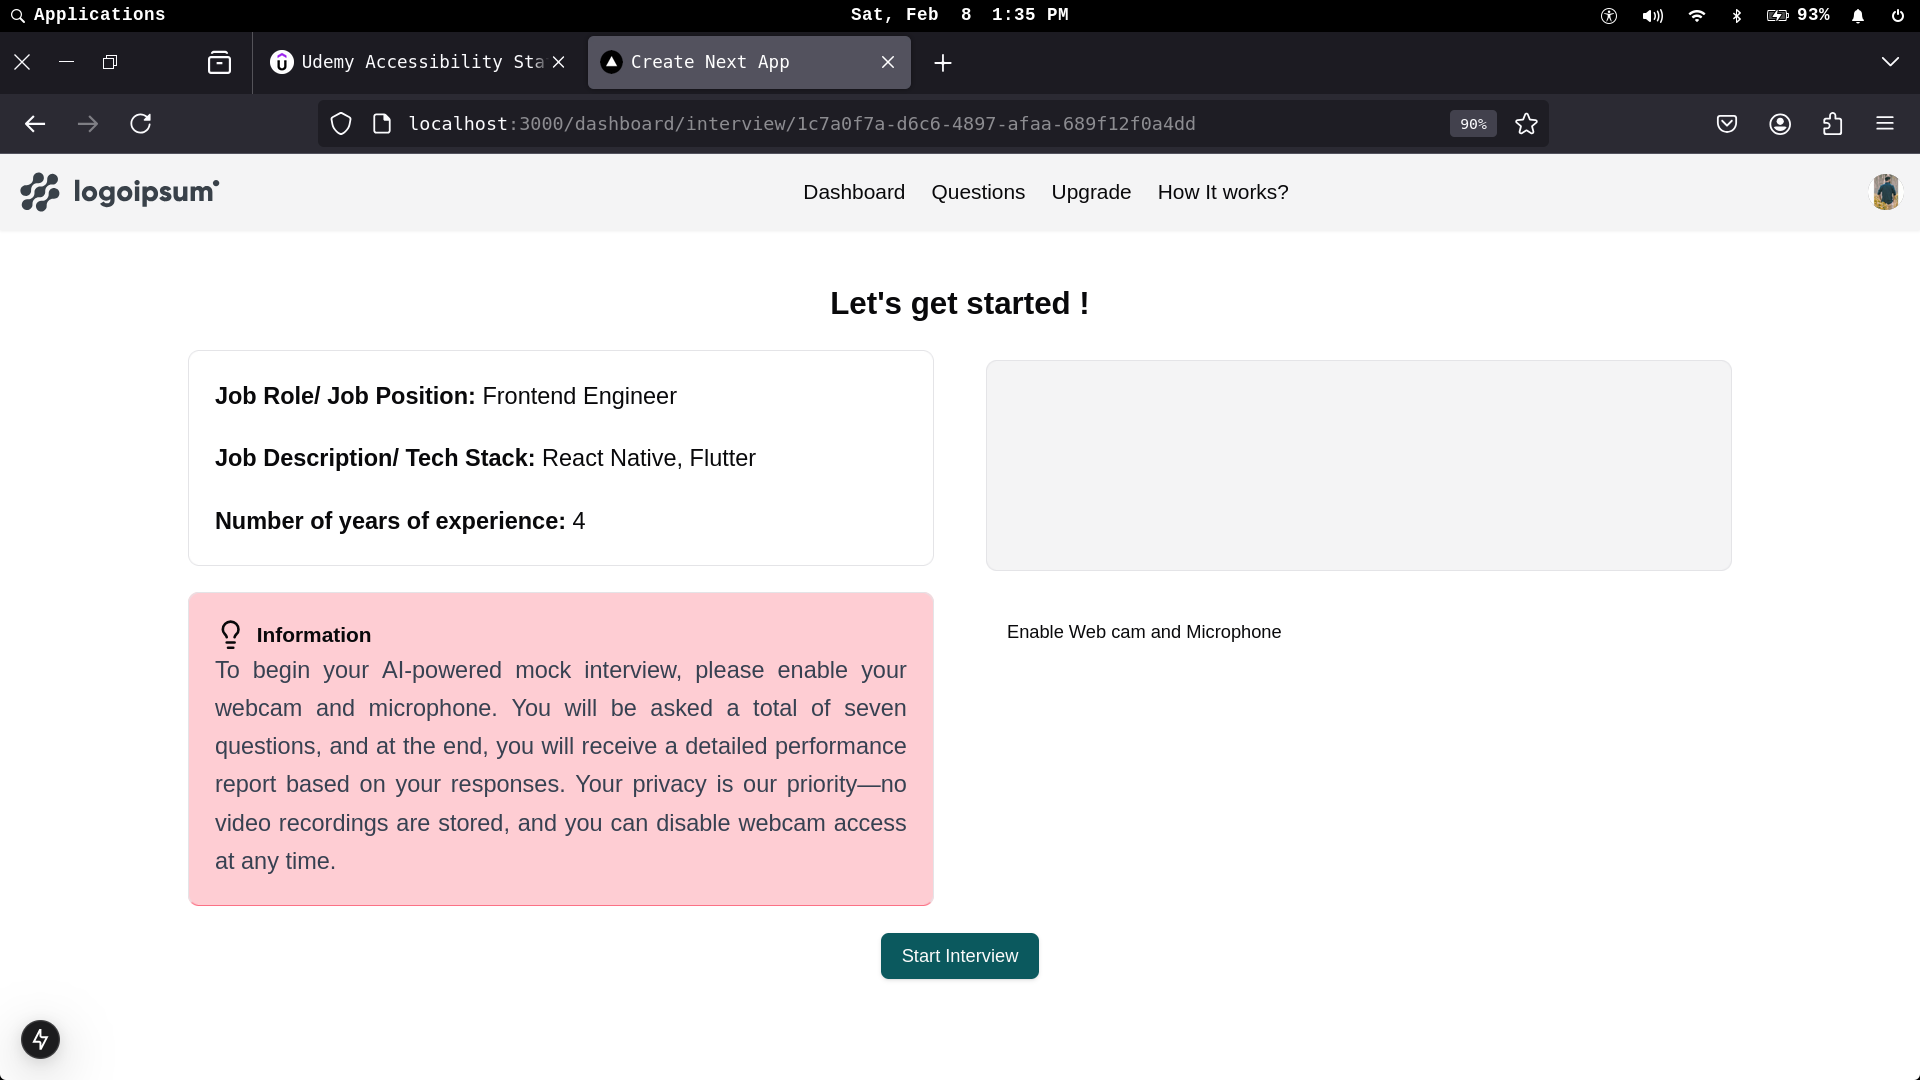 Applications
Sat, Feb 8 1:35 PM
93%
Udemy Accessibility Sta
Create Next App
localhost:3000/dashboard/interview/1c7a0f7a-d6c6-4897-afaa-689f12f0a4dd
90%
logoipsum
Dashboard Questions Upgrade How It works?
Let's get started !
Job Role/ Job Position: Frontend Engineer
Job Description/ Tech Stack: React Native, Flutter
Number of years of experience: 4
Information
To begin your AI-powered mock interview, please enable your
webcam and microphone. You will be asked a total of seven
questions, and at the end, you will receive a detailed performance
report based on your responses. Your privacy is our priority—no
video recordings are stored, and you can disable webcam access
at any time.
Enable Web cam and Microphone
Start Interview